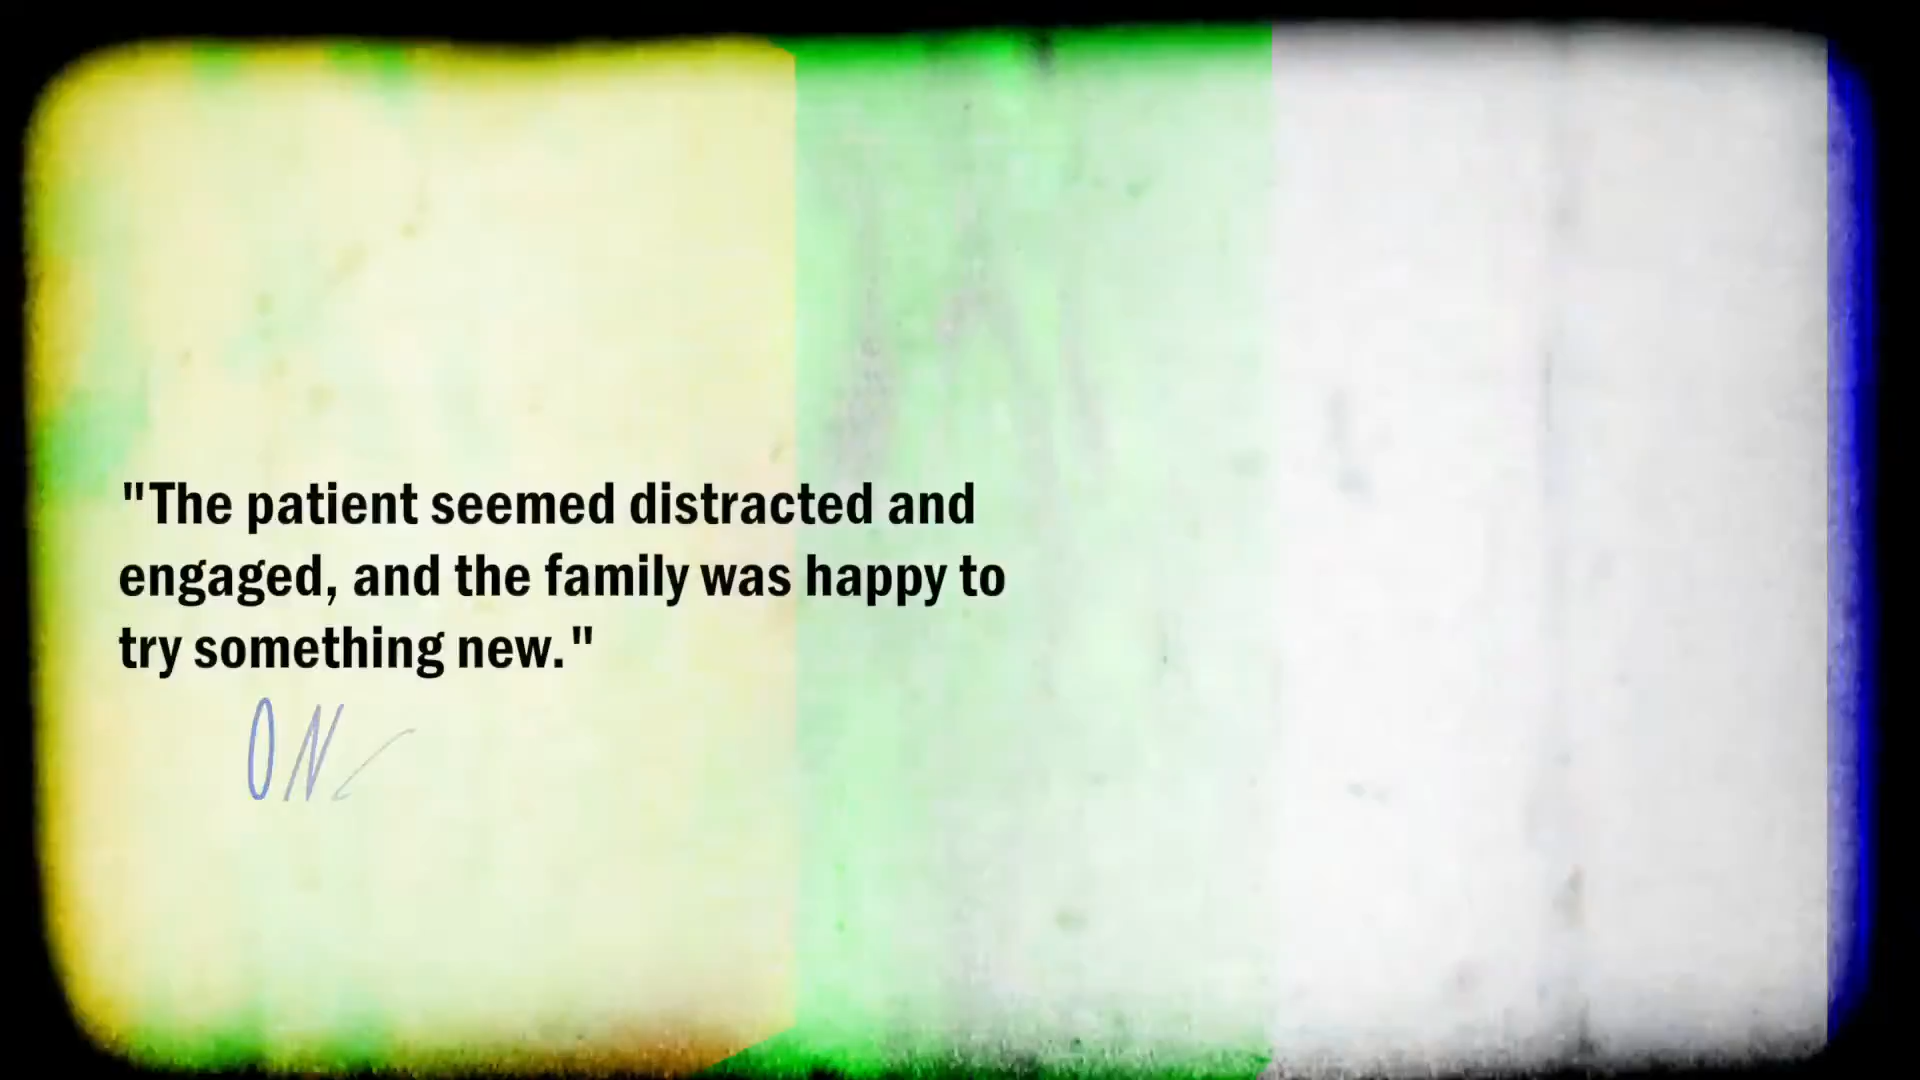 "The patient seemed distracted and
engaged, and the family was happy to
try something new."
ON